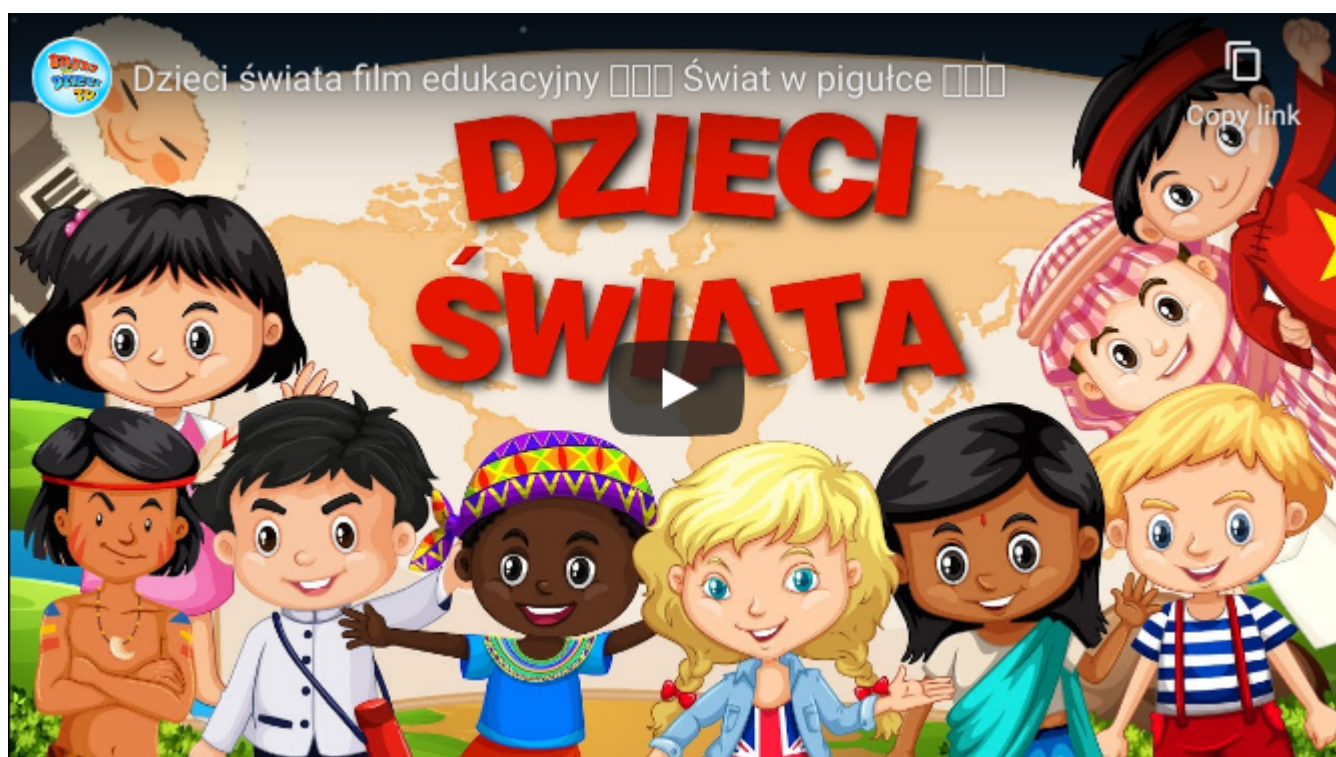 Dzieci świata film edukacyjny □□□ Świat w pigułce □□□
Copy link
DZIECI
ŚWIATA